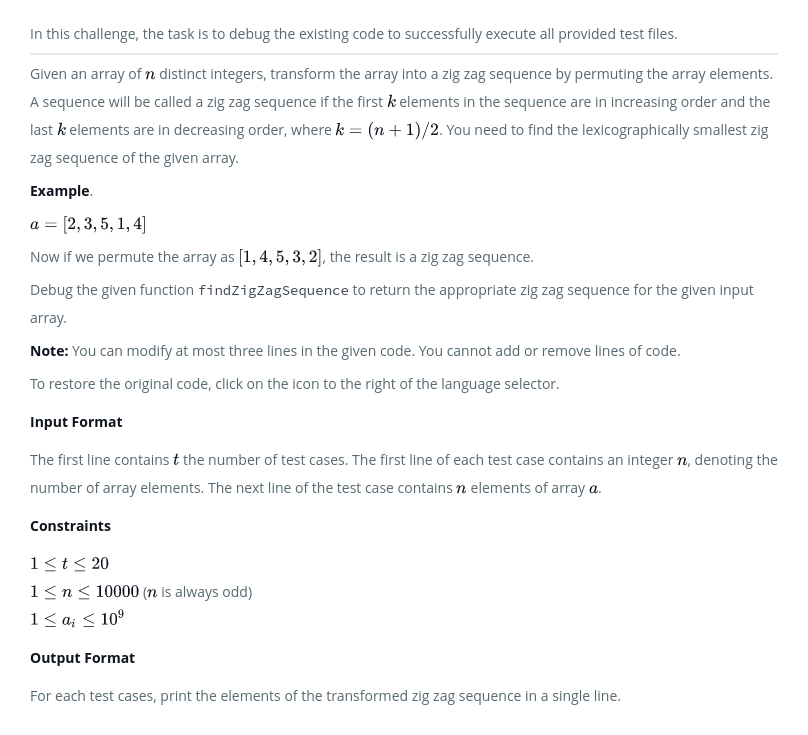 In this challenge, the task is to debug the existing code to successfully execute all provided test files.
Given an array of n distinct integers, transform the array into a zig zag sequence by permuting the array elements.
A sequence will be called a zig zag sequence if the first k elements in the sequence are in increasing order and the
last k elements are in decreasing order, where k = (n + 1)/2. You need to find the lexicographically smallest zig
zag sequence of the given array.
Example.
a = [2, 3, 5, 1, 4]
Now if we permute the array as [1, 4, 5, 3, 2], the result is a zig zag sequence.
Debug the given function findZigZagSequence to return the appropriate zig zag sequence for the given input
array.
Note: You can modify at most three lines in the given code. You cannot add or remove lines of code.
To restore the original code, click on the icon to the right of the language selector.
Input Format
The first line contains t the number of test cases. The first line of each test case contains an integer n, denoting the
number of array elements. The next line of the test case contains n elements of array a.
Constraints
1 ≤ t ≤ 20
1 ≤ n ≤ 10000 (n is always odd)
1 ≤ aᵢ ≤ 10⁹
Output Format
For each test cases, print the elements of the transformed zig zag sequence in a single line.